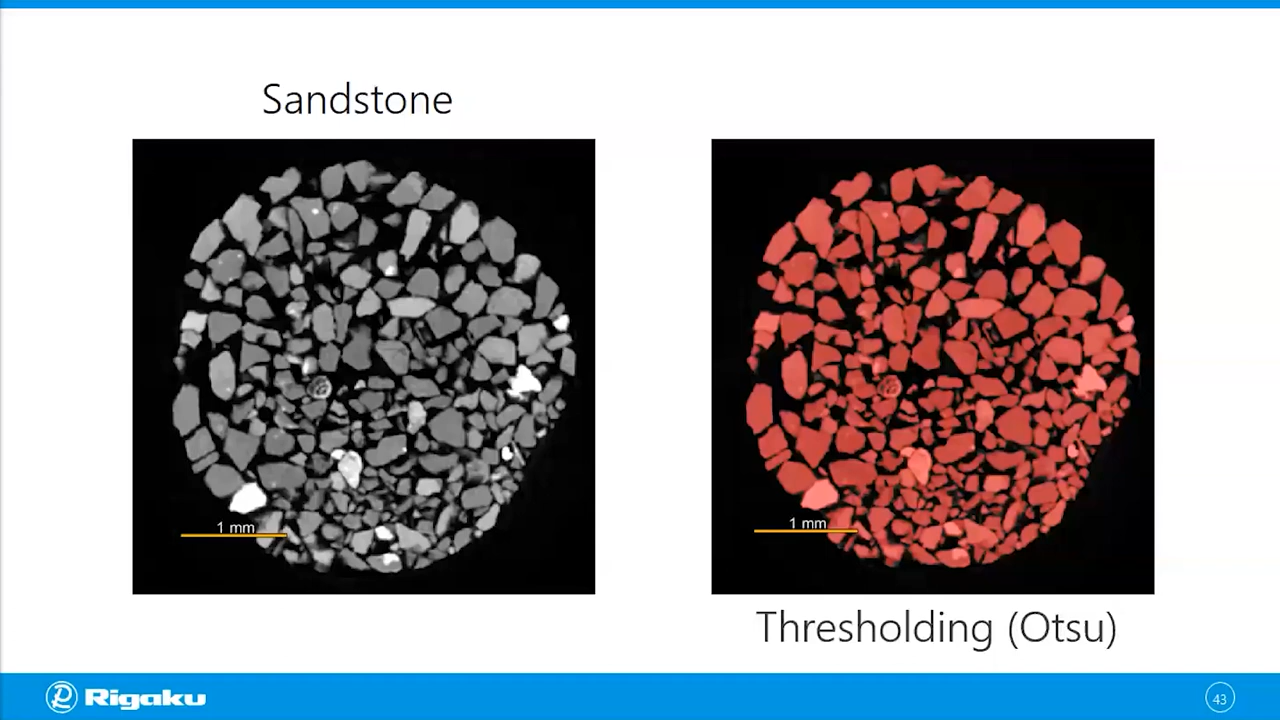 Sandstone
1 mm
1 mm
Thresholding (Otsu)
Rigaku
43